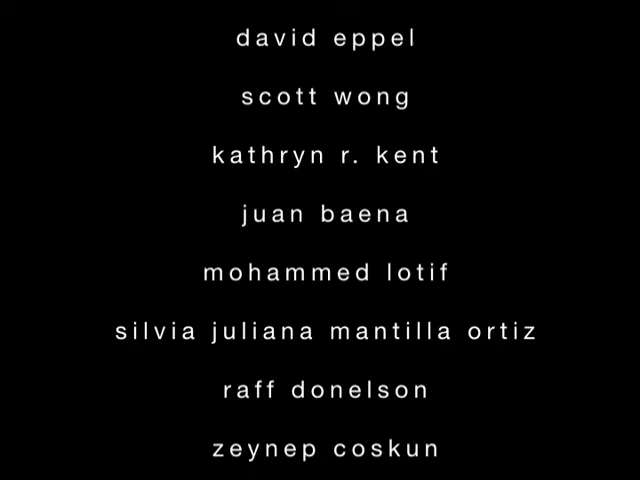 david eppel
scott wong
kathryn r. kent
juan baena
mohammed lotif
silvia juliana mantilla ortiz
raff donelson
zeynep coskun